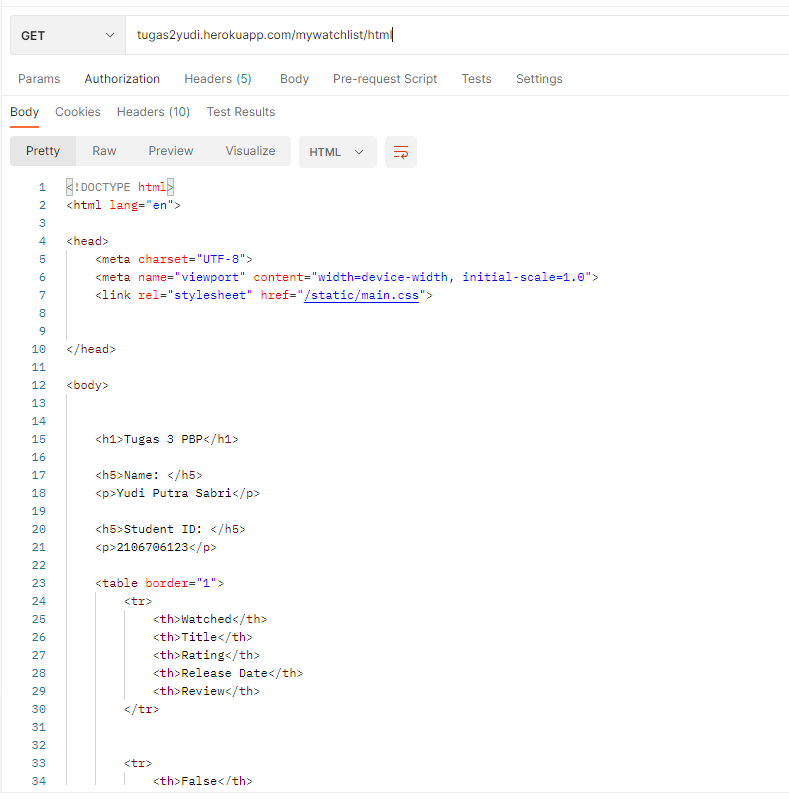 GET tugas2yudi.herokuapp.com/mywatchlist/html
Params Authorization Headers (5) Body Pre-request Script Tests Settings
Body Cookies Headers (10) Test Results
Pretty Raw Preview Visualize HTML
1 <!DOCTYPE html>
2 <html lang="en">
3
4 <head>
5 <meta charset="UTF-8">
6 <meta name="viewport" content="width=device-width, initial-scale=1.0">
7 <link rel="stylesheet" href="/static/main.css">
8
9
10 </head>
11
12 <body>
13
14
15 <h1>Tugas 3 PBP</h1>
16
17 <h5>Name: </h5>
18 <p>Yudi Putra Sabri</p>
19
20 <h5>Student ID: </h5>
21 <p>2106706123</p>
22
23 <table border="1">
24 <tr>
25 <th>Watched</th>
26 <th>Title</th>
27 <th>Rating</th>
28 <th>Release Date</th>
29 <th>Review</th>
30 </tr>
31
32
33 <tr>
34 <th>False</th>